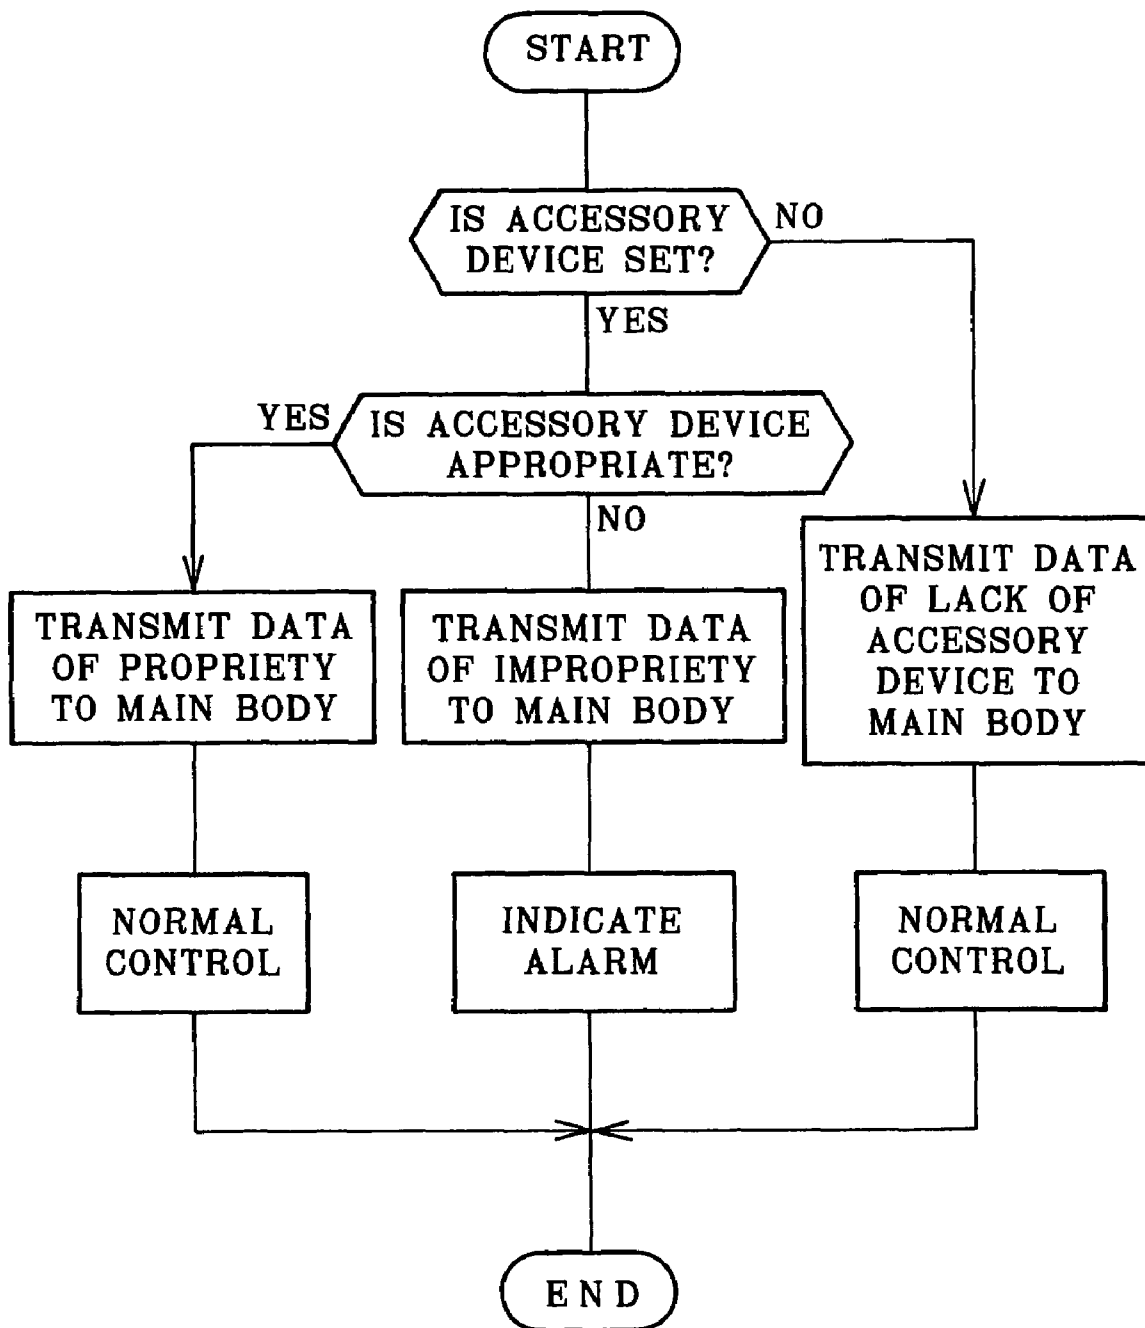 START
IS ACCESSORY
DEVICE SET?
NO
YES
YES
IS ACCESSORY DEVICE
APPROPRIATE?
NO
TRANSMIT DATA
OF PROPRIETY
TO MAIN BODY
TRANSMIT DATA
OF IMPROPRIETY
TO MAIN BODY
TRANSMIT DATA
OF LACK OF
ACCESSORY
DEVICE TO
MAIN BODY
NORMAL
CONTROL
INDICATE
ALARM
NORMAL
CONTROL
END